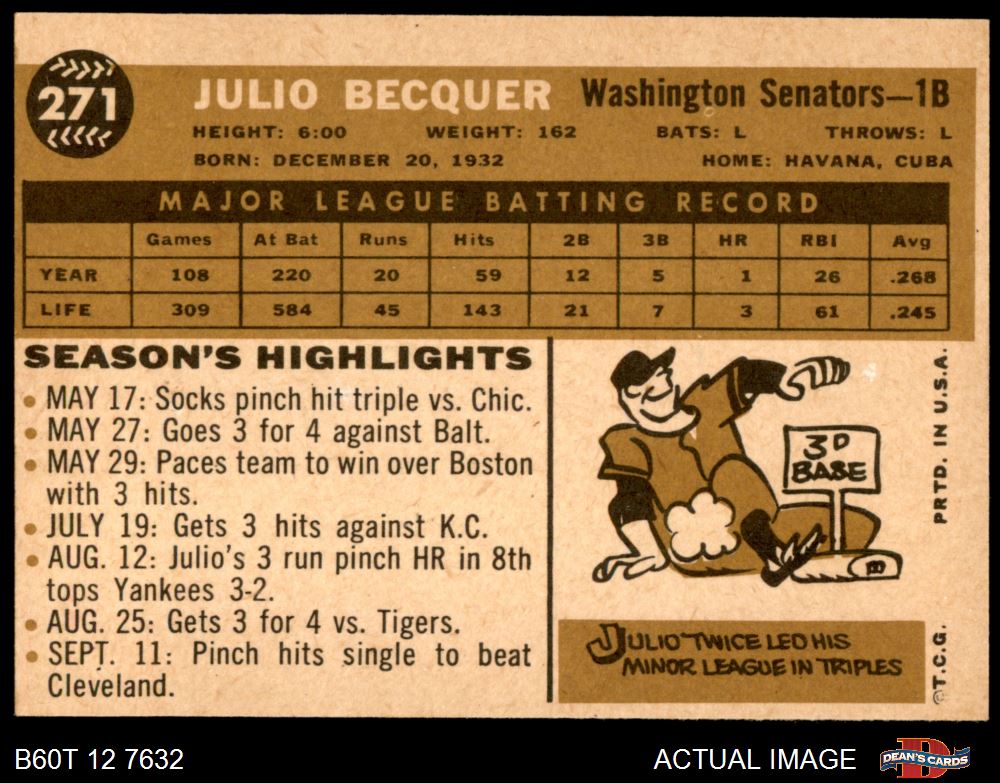 271
JULIO BECQUER Washington Senators—1B
HEIGHT: 6:00 WEIGHT: 162 BATS: L THROWS: L
BORN: DECEMBER 20, 1932 HOME: HAVANA, CUBA
MAJOR LEAGUE BATTING RECORD
Games At Bat Runs Hits 2B 3B HR RBI Avg
YEAR 108 220 20 59 12 5 1 26 .268
LIFE 309 584 45 143 21 7 3 61 .245
SEASON'S HIGHLIGHTS
• MAY 17: Socks pinch hit triple vs. Chic.
• MAY 27: Goes 3 for 4 against Balt.
• MAY 29: Paces team to win over Boston
with 3 hits.
• JULY 19: Gets 3 hits against K.C.
• AUG. 12: Julio's 3 run pinch HR in 8th
tops Yankees 3-2.
• AUG. 25: Gets 3 for 4 vs. Tigers.
• SEPT. 11: Pinch hits single to beat
Cleveland.
3D
BASE
JULIO TWICE LED HIS
MINOR LEAGUE IN TRIPLES
PRTD. IN U.S.A.
©T.C.G.
B60T 12 7632
ACTUAL IMAGE
DEAN'S CARDS